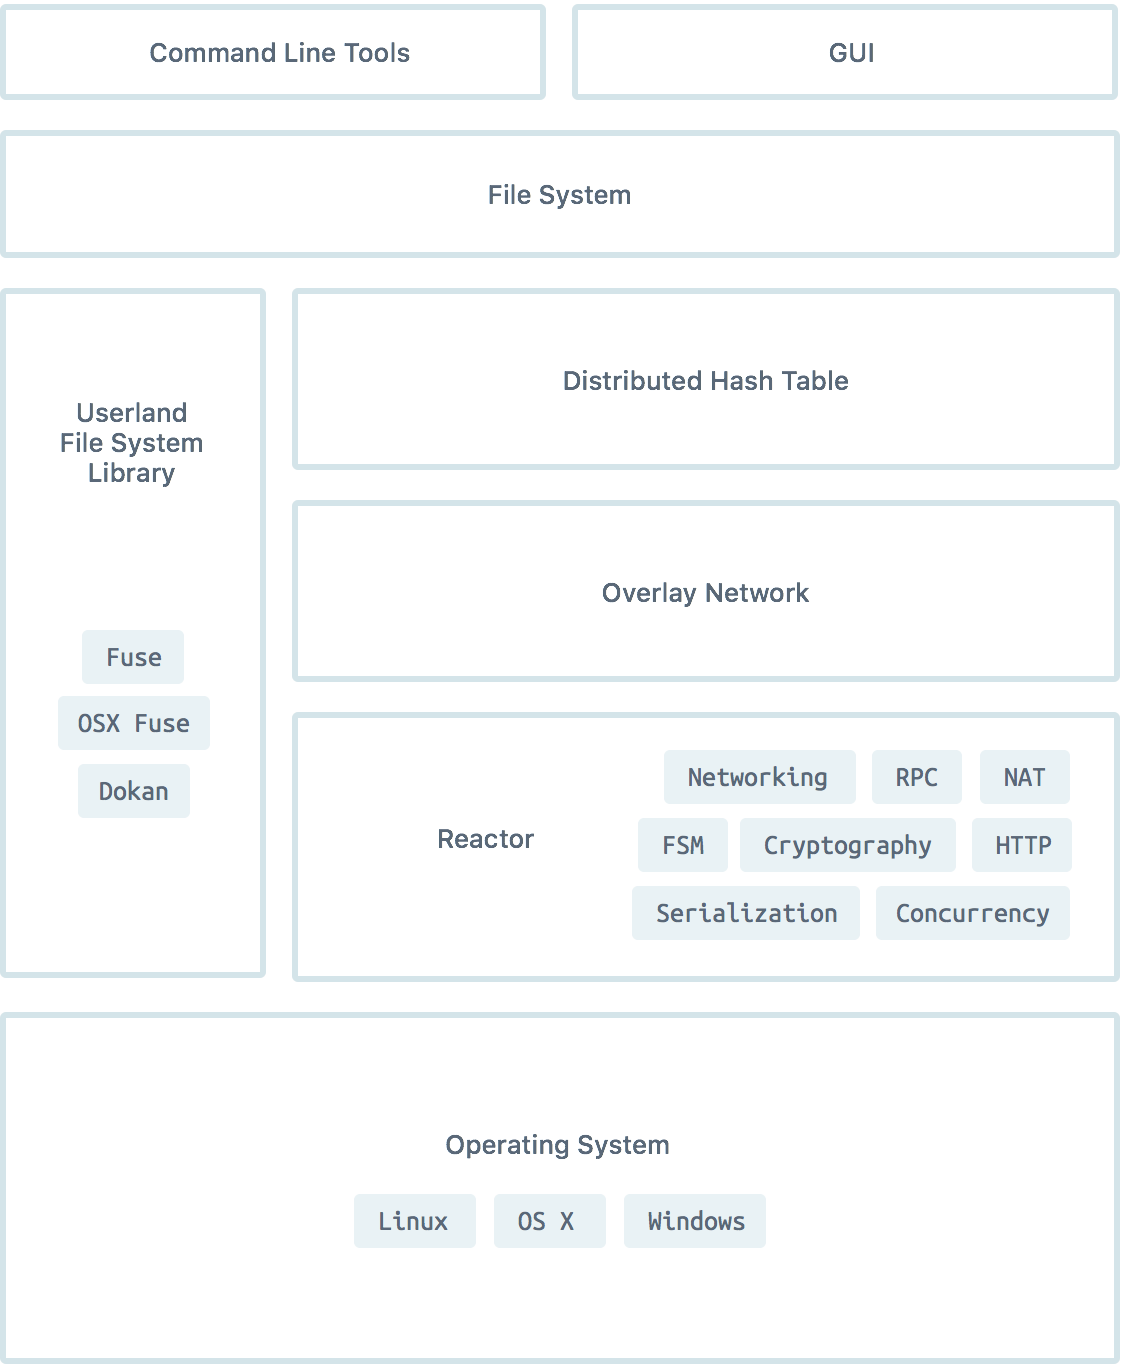 Command Line Tools
GUI
File System
Userland
File System
Library
Fuse
OSX Fuse
Dokan
Distributed Hash Table
Overlay Network
Reactor
Networking RPC NAT
FSM Cryptography HTTP
Serialization Concurrency
Operating System
Linux OS X Windows